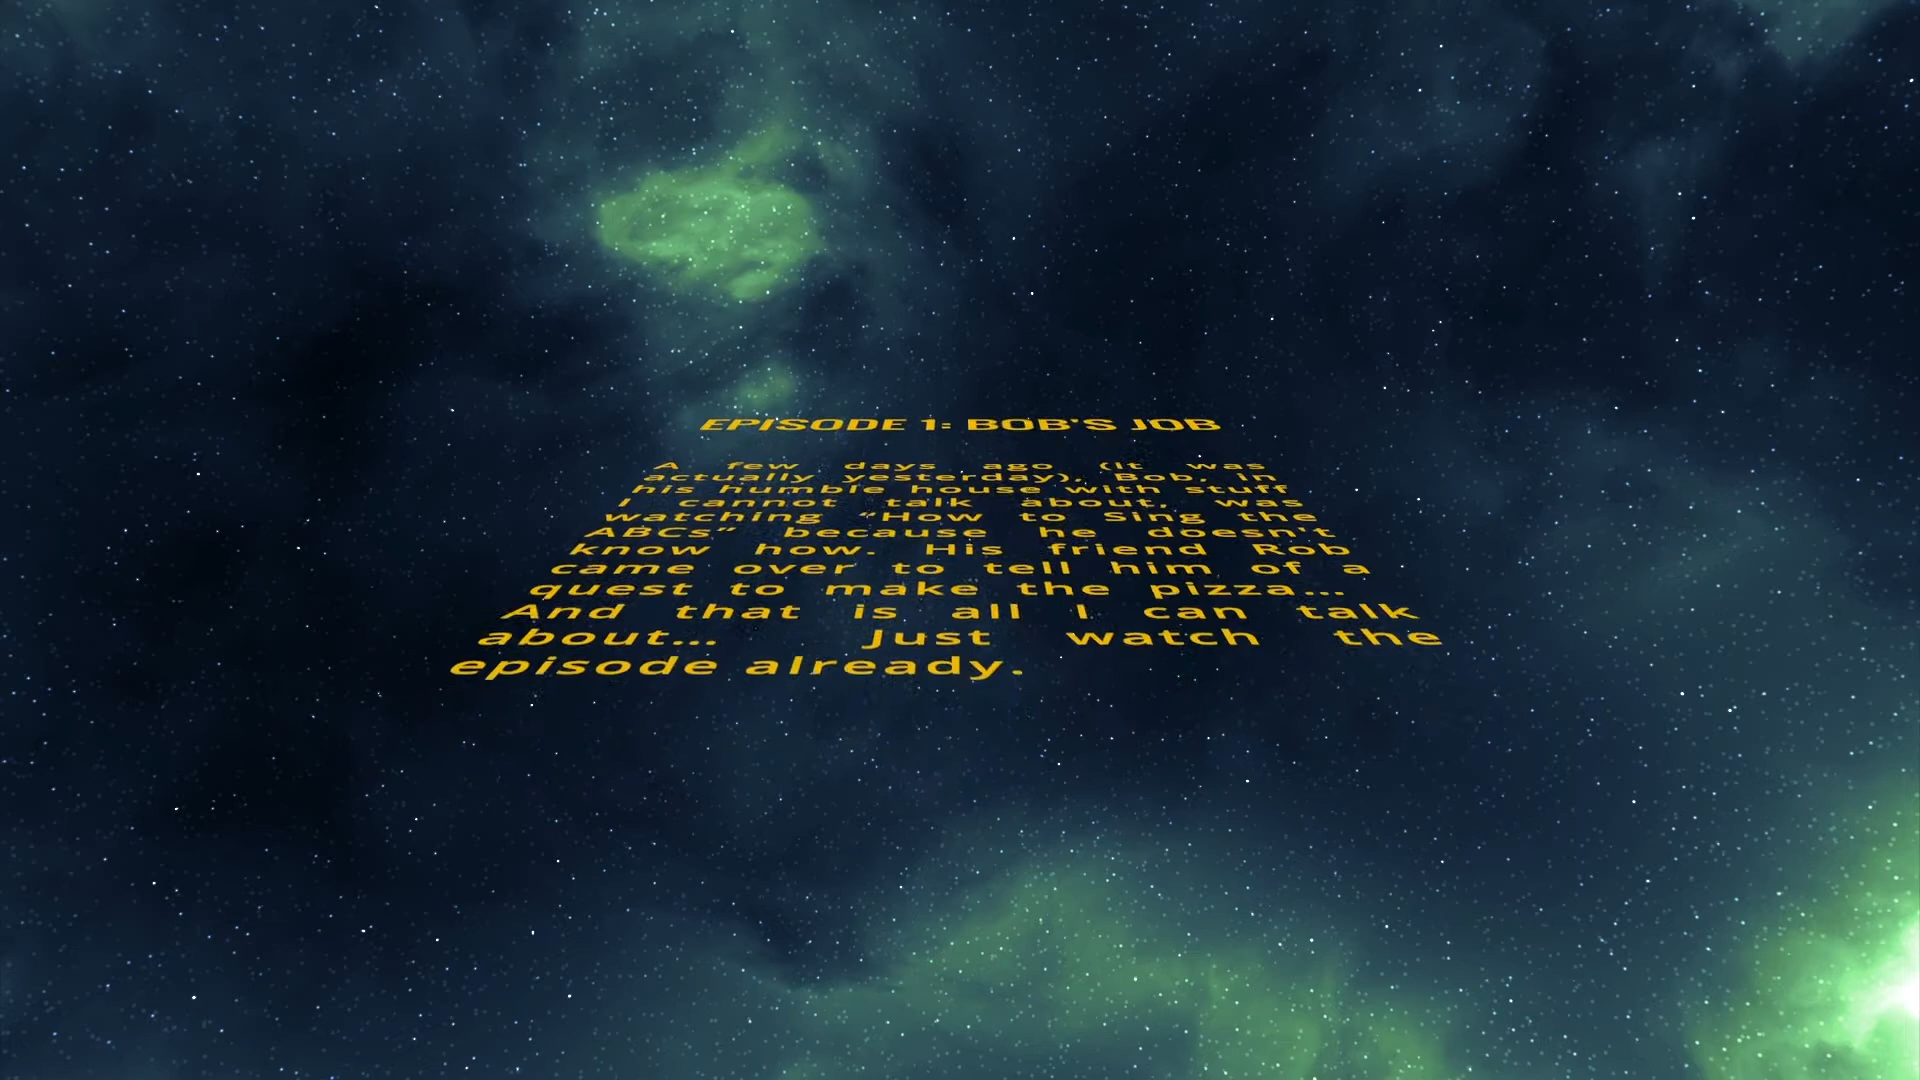 EPISODE 1: BOB'S JOB
A few days ago (it was
actually yesterday), Bob, in
his humble house with stuff
I cannot talk about, was
watching “How to Sing the
ABCs” because he doesn't
know how. His friend Rob
came over to tell him of a
quest to make the pizza...
And that is all I can talk
about... Just watch the
episode already.